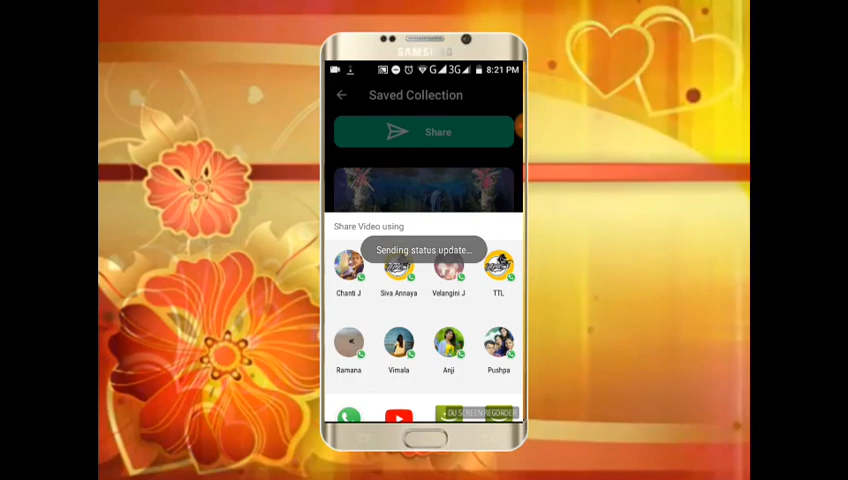 SAMSUNG
G 3G 8:21 PM
Saved Collection
Share
Share Video using
Sending status update...
Chanti J Siva Annaya Velangini J TTL
Ramana Vimala Anji Pushpa
DU SCREEN RECORDER